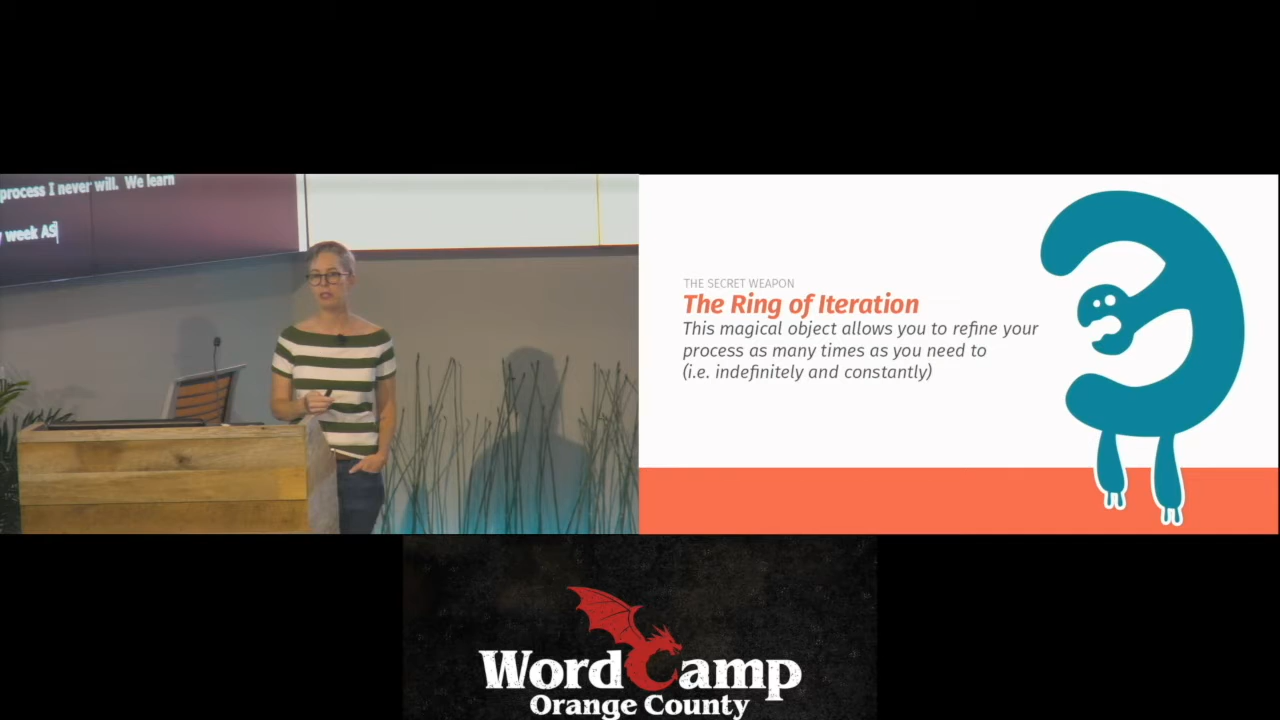 process I never will. We learn
week As
THE SECRET WEAPON
The Ring of Iteration
This magical object allows you to refine your
process as many times as you need to
(i.e. indefinitely and constantly)
WordCamp
Orange County